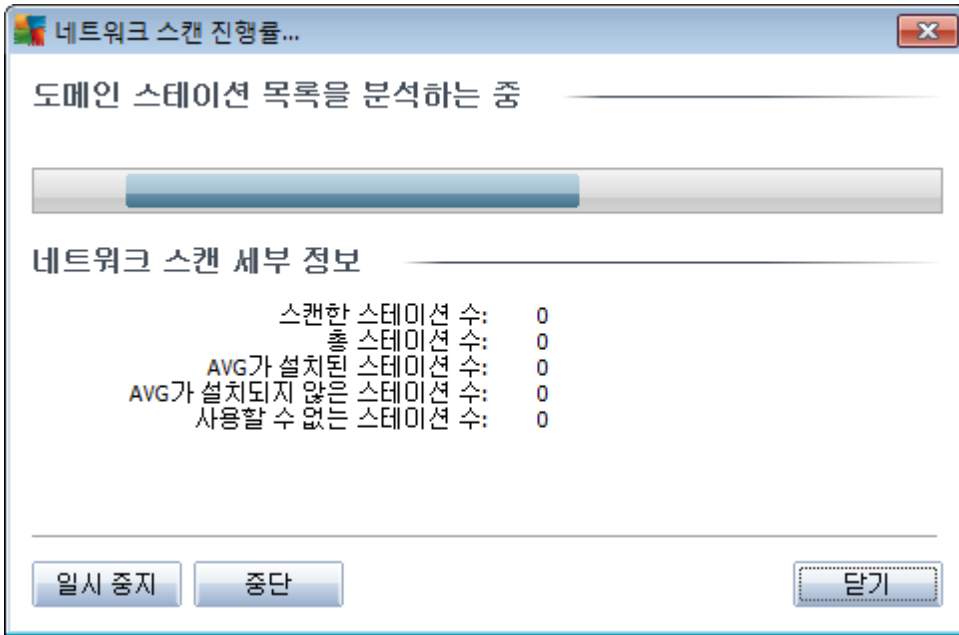 네트워크 스캔 진행률...
도메인 스테이션 목록을 분석하는 중
네트워크 스캔 세부 정보
스캔한 스테이션 수: 0
총 스테이션 수: 0
AVG가 설치된 스테이션 수: 0
AVG가 설치되지 않은 스테이션 수: 0
사용할 수 없는 스테이션 수: 0
일시 중지 중단 닫기